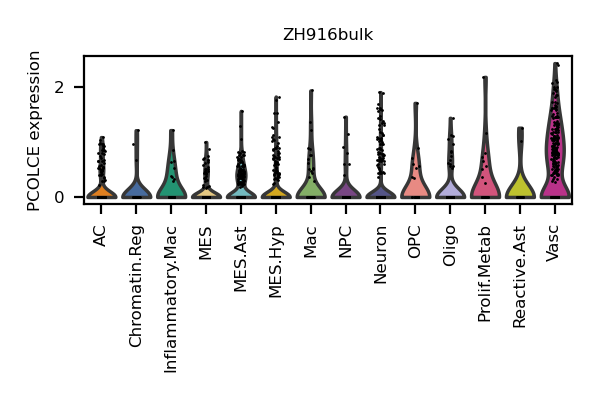 ZH916bulk
PCOLCE expression
2
0
AC
Chromatin.Reg
Inflammatory.Mac
MES
MES.Ast
MES.Hyp
Mac
NPC
Neuron
OPC
Oligo
Prolif.Metab
Reactive.Ast
Vasc